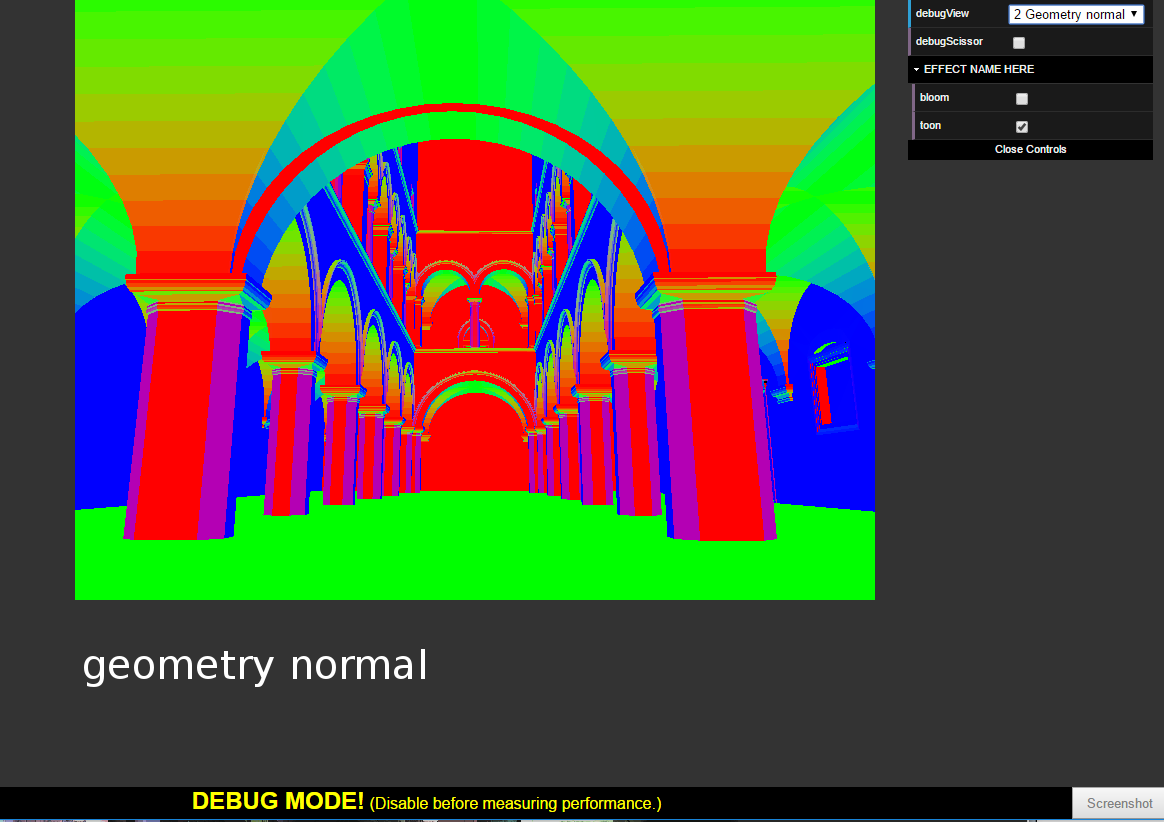 debugView 2 Geometry normal
debugScissor
EFFECT NAME HERE
bloom
toon
Close Controls
geometry normal
DEBUG MODE! (Disable before measuring performance.)
Screenshot